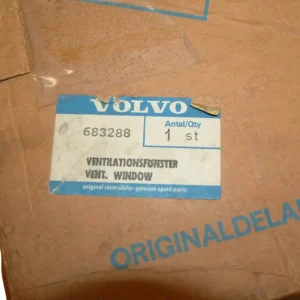 VOLVO
683288
Antal/Qty
1 st
VENTILATIONSFÖNSTER
VENT. WINDOW
original reservdelar-genuine spare parts
ORIGINALDELA